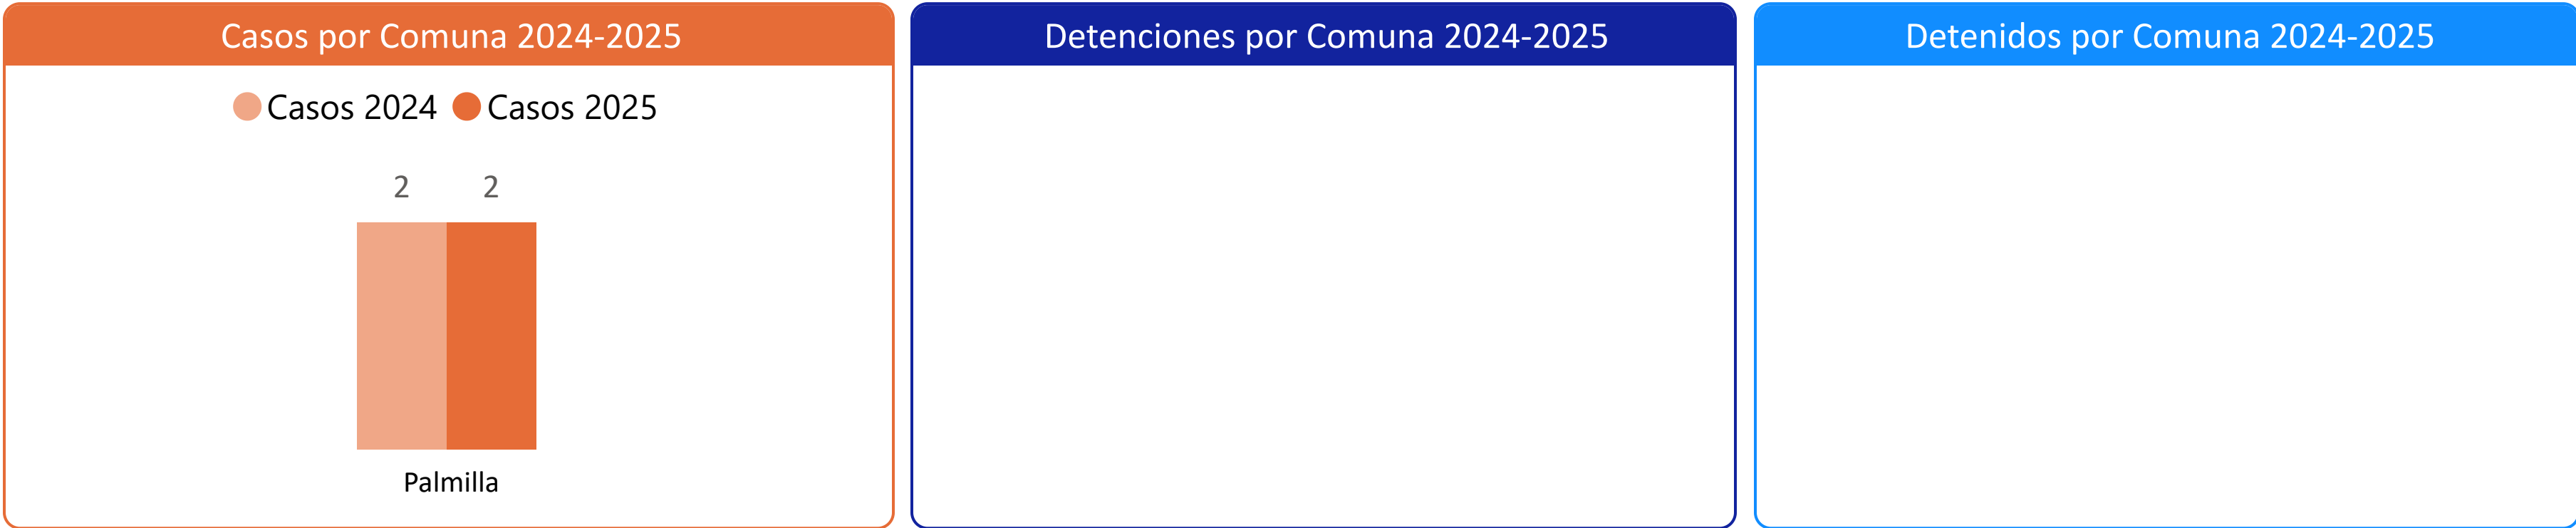 Casos por Comuna 2024-2025
Casos 2024 Casos 2025
2 2
Palmilla
Detenciones por Comuna 2024-2025
Detenidos por Comuna 2024-2025